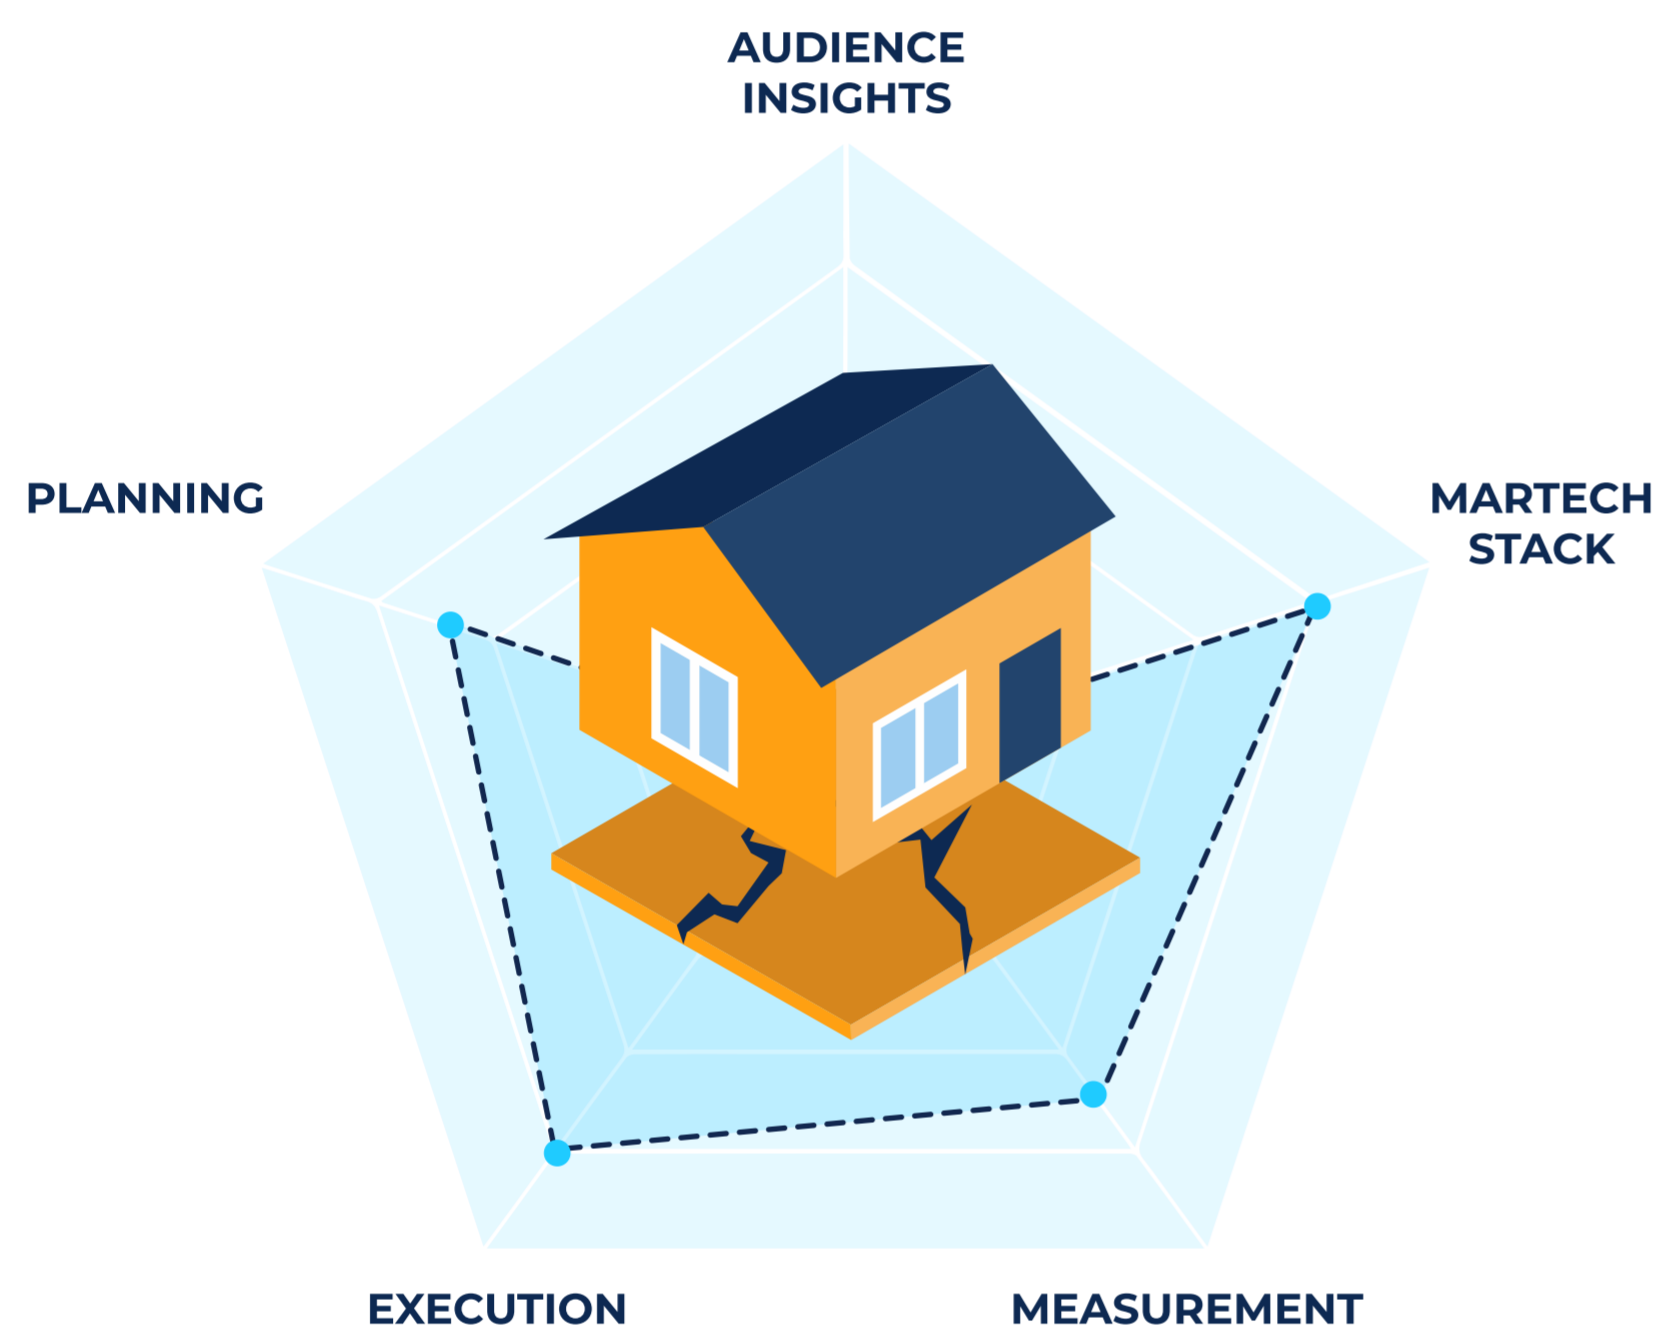 AUDIENCE
INSIGHTS
PLANNING
MARTECH
STACK
EXECUTION
MEASUREMENT